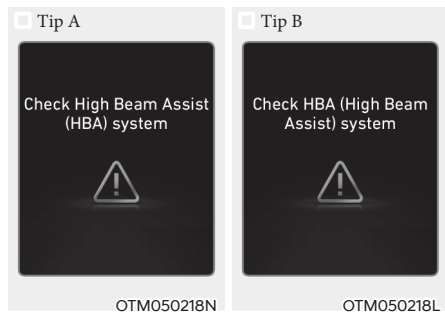 Tip A
Check High Beam Assist
(HBA) system
OTM050218N
Tip B
Check HBA (High Beam
Assist) system
OTM050218L